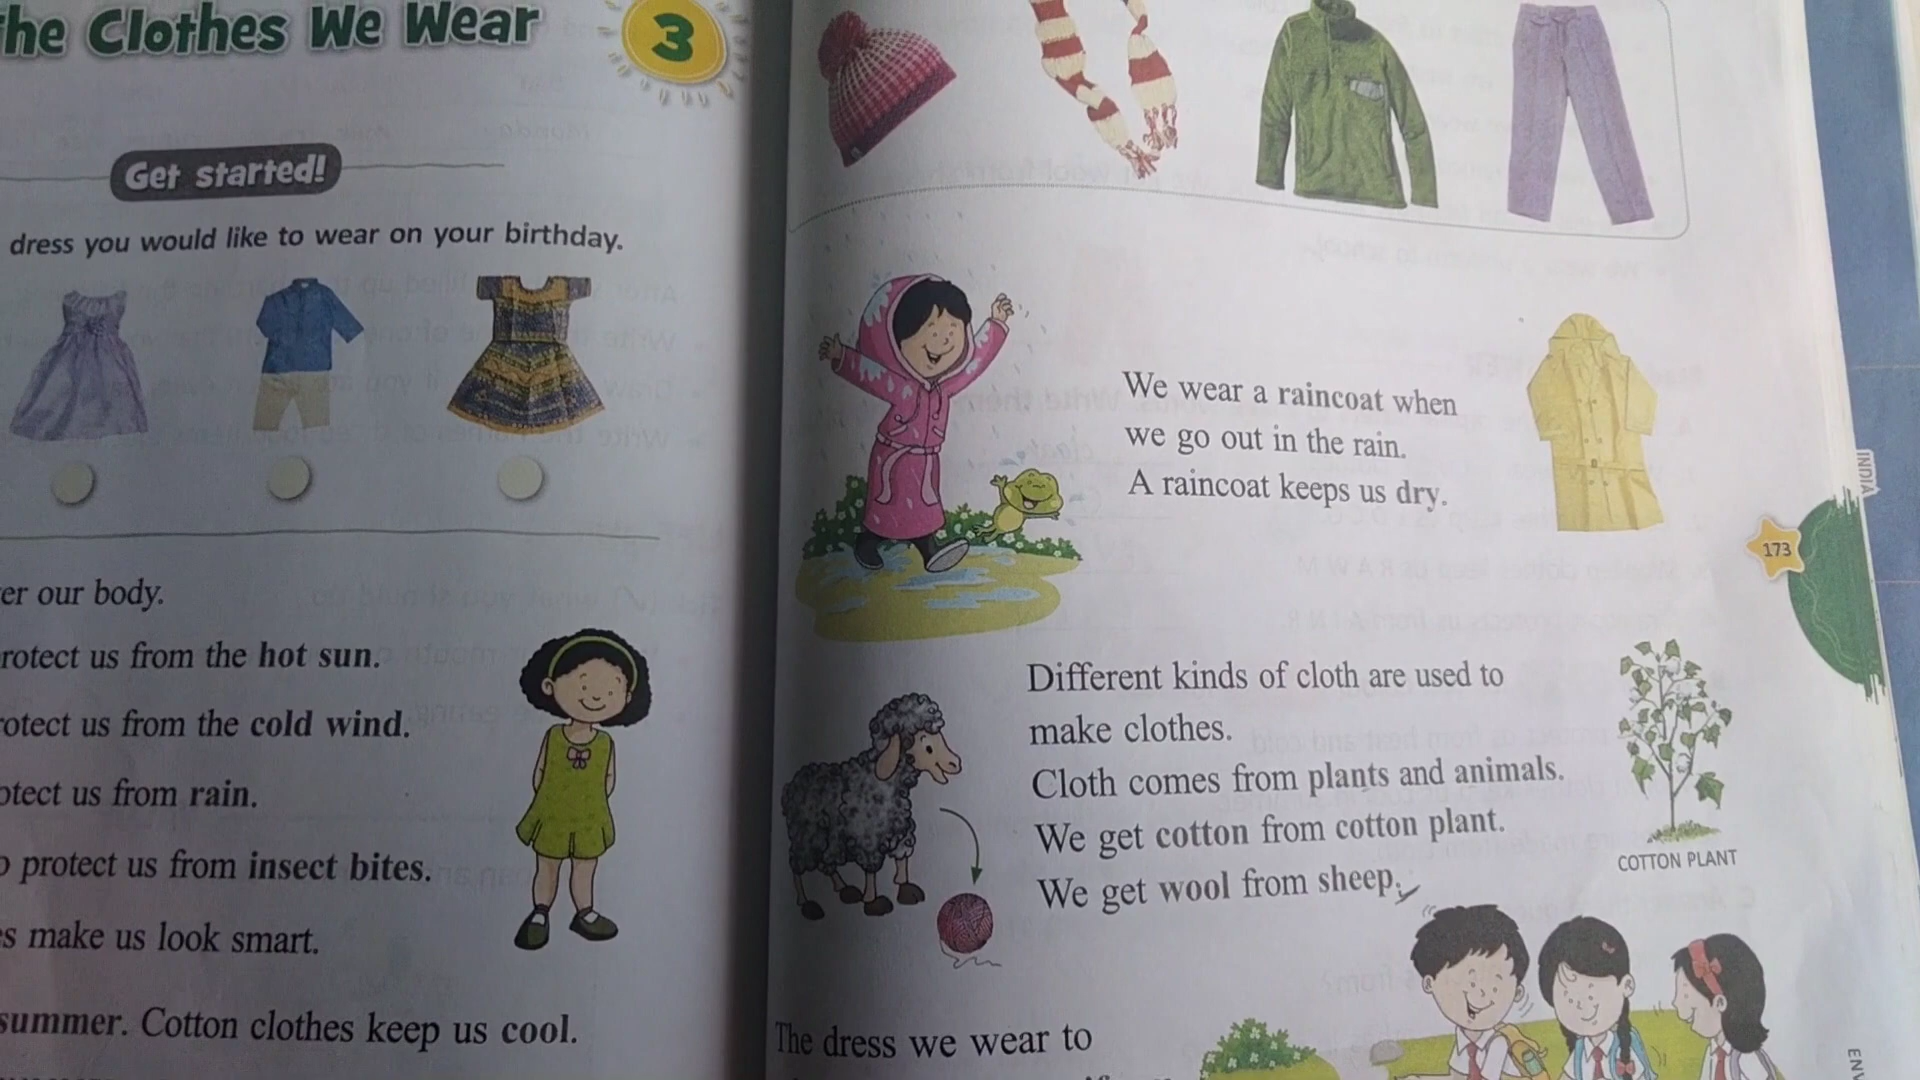 he Clothes We Wear
3
Get started!
dress you would like to wear on your birthday.
er our body.
rotect us from the hot sun.
otect us from the cold wind.
otect us from rain.
o protect us from insect bites.
s make us look smart.
summer. Cotton clothes keep us cool.
We wear a raincoat when
we go out in the rain.
A raincoat keeps us dry.
INDIA
173
Different kinds of cloth are used to
make clothes.
Cloth comes from plants and animals.
We get cotton from cotton plant.
We get wool from sheep.
COTTON PLANT
The dress we wear to
ENV